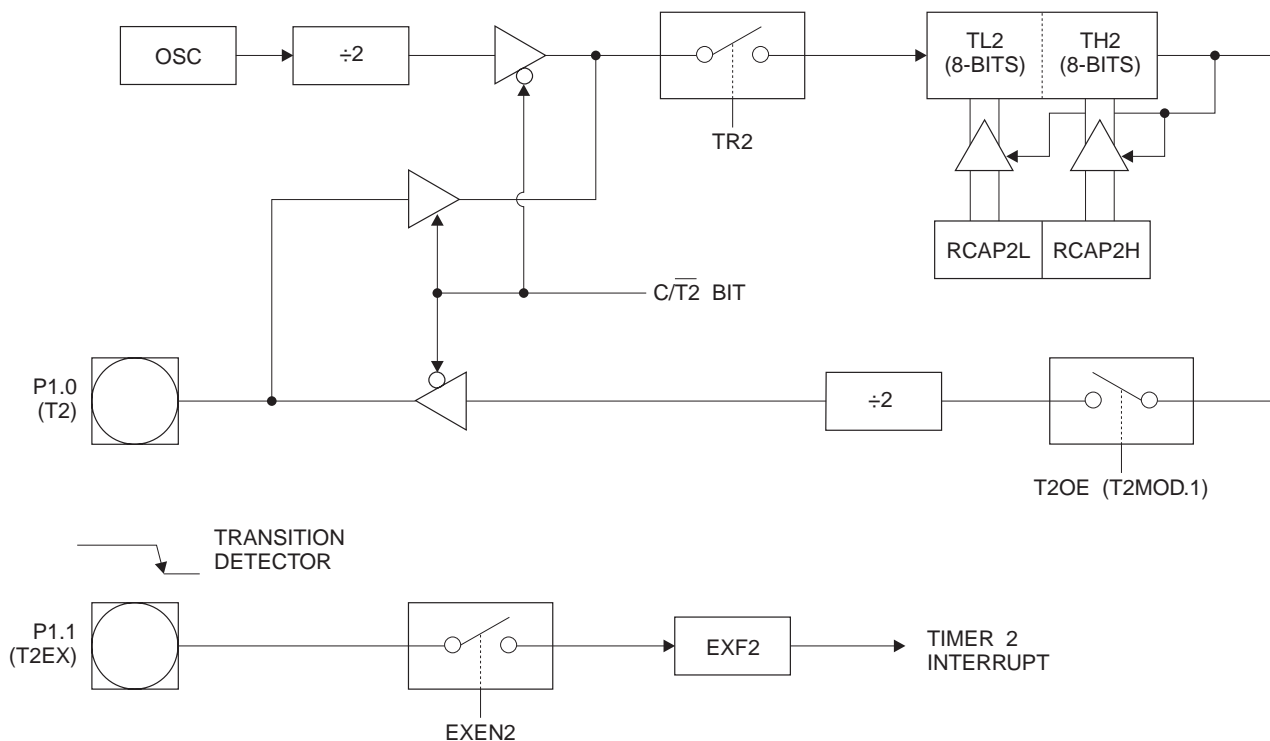 OSC
÷2
TR2
TL2
(8-BITS)
TH2
(8-BITS)
RCAP2L
RCAP2H
C/T̅2̅ BIT
P1.0
(T2)
÷2
T2OE (T2MOD.1)
TRANSITION
DETECTOR
P1.1
(T2EX)
EXEN2
EXF2
TIMER 2
INTERRUPT